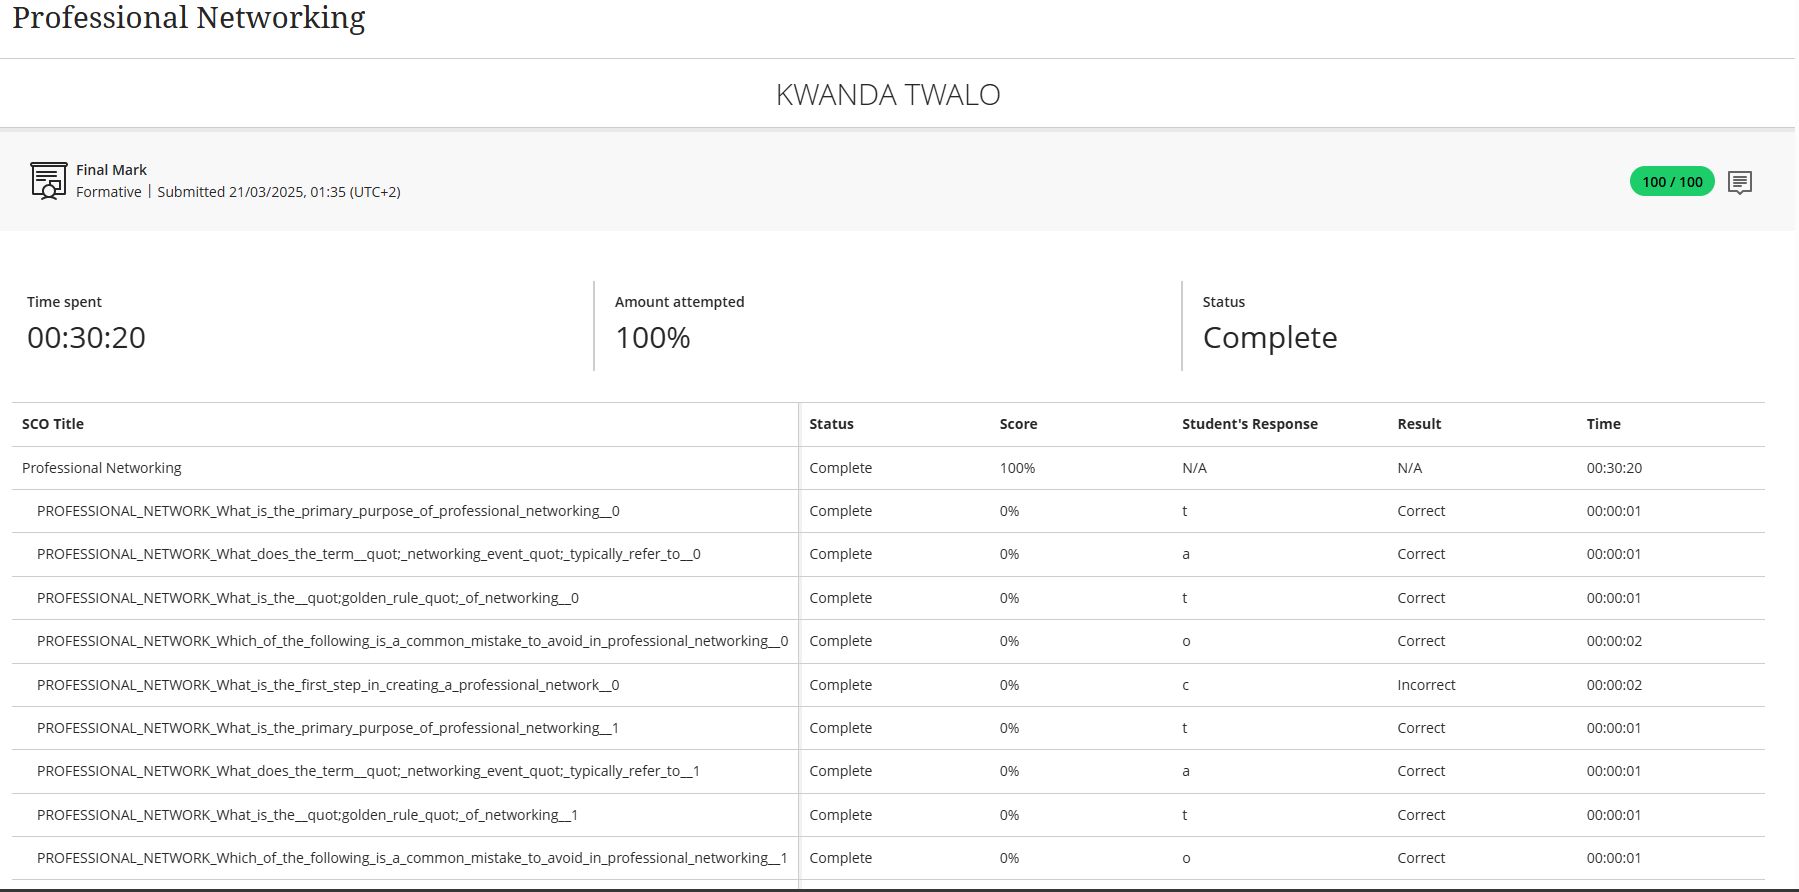 Professional Networking
KWANDA TWALO
Final Mark
Formative | Submitted 21/03/2025, 01:35 (UTC+2)
100 / 100
Time spent
00:30:20
Amount attempted
100%
Status
Complete
SCO Title Status Score Student's Response Result Time
Professional Networking Complete 100% N/A N/A 00:30:20
PROFESSIONAL_NETWORK_What_is_the_primary_purpose_of_professional_networking__0 Complete 0% t Correct 00:00:01
PROFESSIONAL_NETWORK_What_does_the_term__quot;_networking_event_quot;_typically_refer_to__0 Complete 0% a Correct 00:00:01
PROFESSIONAL_NETWORK_What_is_the__quot;golden_rule_quot;_of_networking__0 Complete 0% t Correct 00:00:01
PROFESSIONAL_NETWORK_Which_of_the_following_is_a_common_mistake_to_avoid_in_professional_networking__0 Complete 0% o Correct 00:00:02
PROFESSIONAL_NETWORK_What_is_the_first_step_in_creating_a_professional_network__0 Complete 0% c Incorrect 00:00:02
PROFESSIONAL_NETWORK_What_is_the_primary_purpose_of_professional_networking__1 Complete 0% t Correct 00:00:01
PROFESSIONAL_NETWORK_What_does_the_term__quot;_networking_event_quot;_typically_refer_to__1 Complete 0% a Correct 00:00:01
PROFESSIONAL_NETWORK_What_is_the__quot;golden_rule_quot;_of_networking__1 Complete 0% t Correct 00:00:01
PROFESSIONAL_NETWORK_Which_of_the_following_is_a_common_mistake_to_avoid_in_professional_networking__1 Complete 0% o Correct 00:00:01